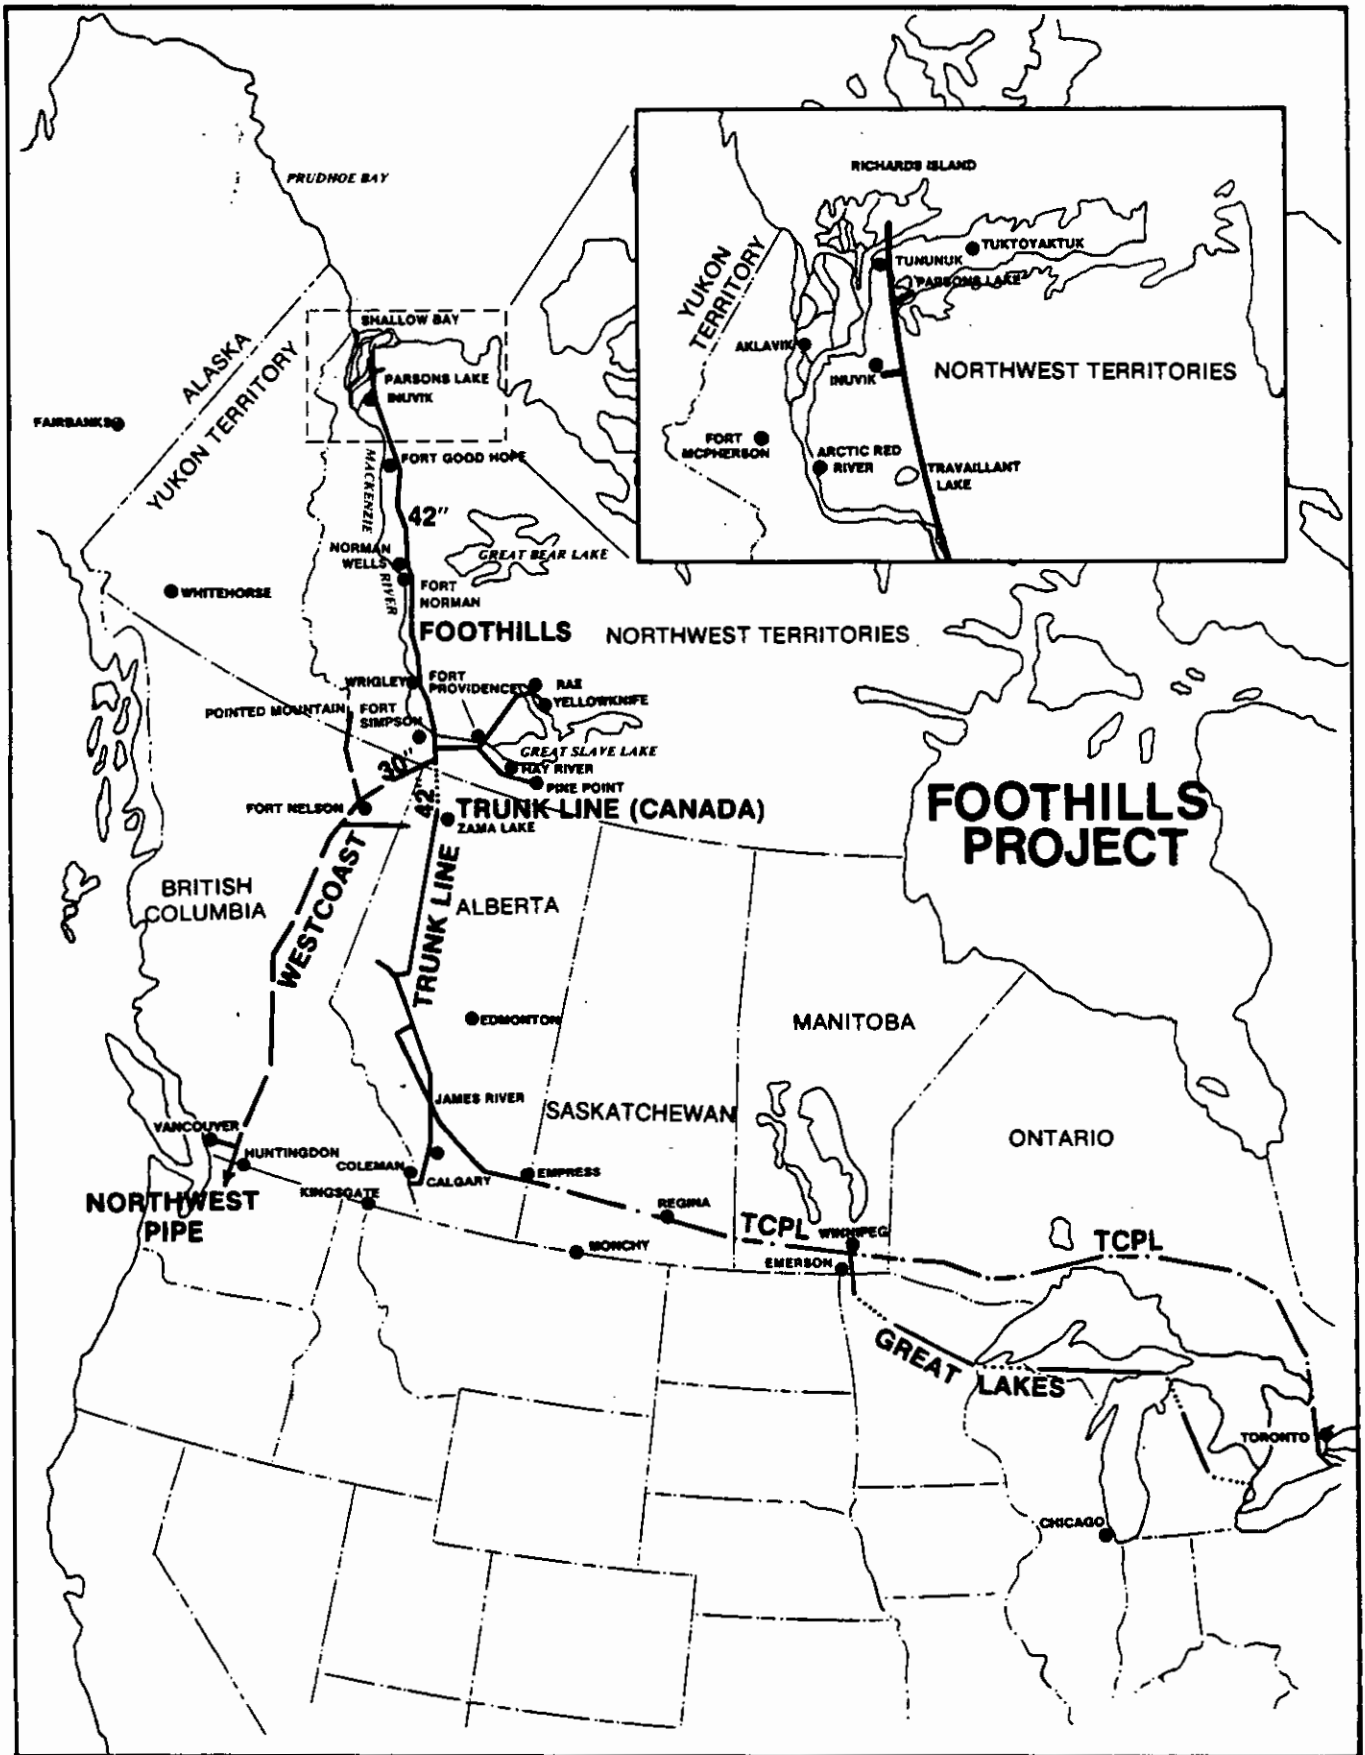 PRUDHOE BAY
RICHARDS ISLAND
TUKTOYAKTUK
TUNUNUK
PARSONS LAKE
YUKON
TERRITORY
AKLAVIK
INUVIK
NORTHWEST TERRITORIES
FORT
MCPHERSON
ARCTIC RED
RIVER
TRAVAILLANT
LAKE
SHALLOW BAY
ALASKA
YUKON TERRITORY
PARSONS LAKE
INUVIK
FAIRBANKS
FORT GOOD HOPE
MACKENZIE
RIVER
42"
NORMAN
WELLS
GREAT BEAR LAKE
FORT
NORMAN
WHITEHORSE
FOOTHILLS
NORTHWEST TERRITORIES
WRIGLEY
FORT
PROVIDENCE
RAE
YELLOWKNIFE
POINTED MOUNTAIN
FORT
SIMPSON
GREAT SLAVE LAKE
HAY RIVER
PINE POINT
30"
42"
FORT NELSON
TRUNK LINE (CANADA)
ZAMA LAKE
FOOTHILLS
PROJECT
BRITISH
COLUMBIA
WESTCOAST
TRUNK LINE
ALBERTA
EDMONTON
MANITOBA
JAMES RIVER
SASKATCHEWAN
ONTARIO
VANCOUVER
HUNTINGDON
COLEMAN
CALGARY
EMPRESS
KINGSGATE
NORTHWEST
PIPE
REGINA
TCPL
WINNIPEG
TCPL
MONCHY
EMERSON
GREAT
LAKES
TORONTO
CHICAGO